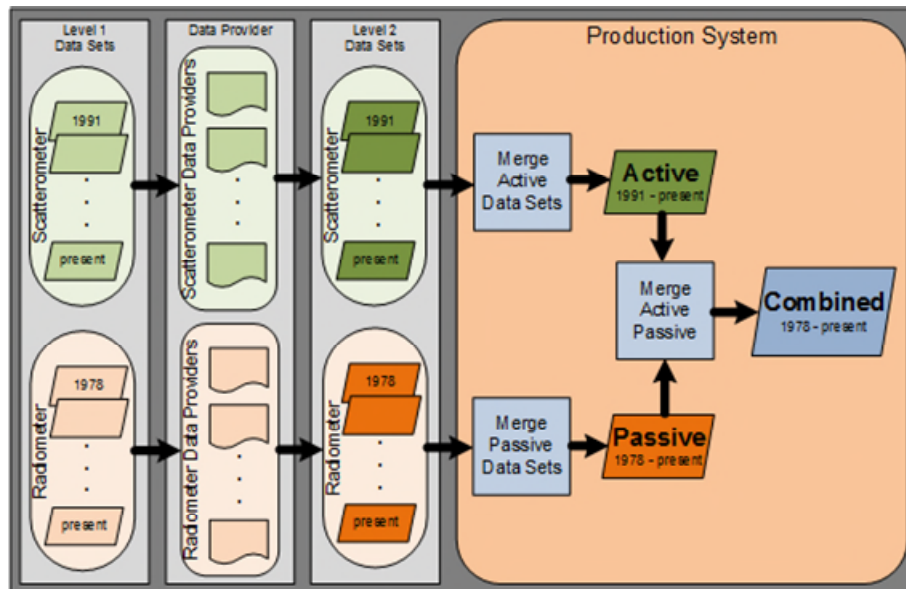 Level 1
Data Sets
Scatterometer
1991
present
Radiometer
1978
present
Data Provider
Scatterometer Data Providers
Radiometer Data Providers
Level 2
Data Sets
Scatterometer
1991
present
Radiometer
1978
present
Production System
Merge
Active
Data Sets
Active
1991 - present
Merge
Active
Passive
Combined
1978 - present
Merge
Passive
Data Sets
Passive
1978 - present